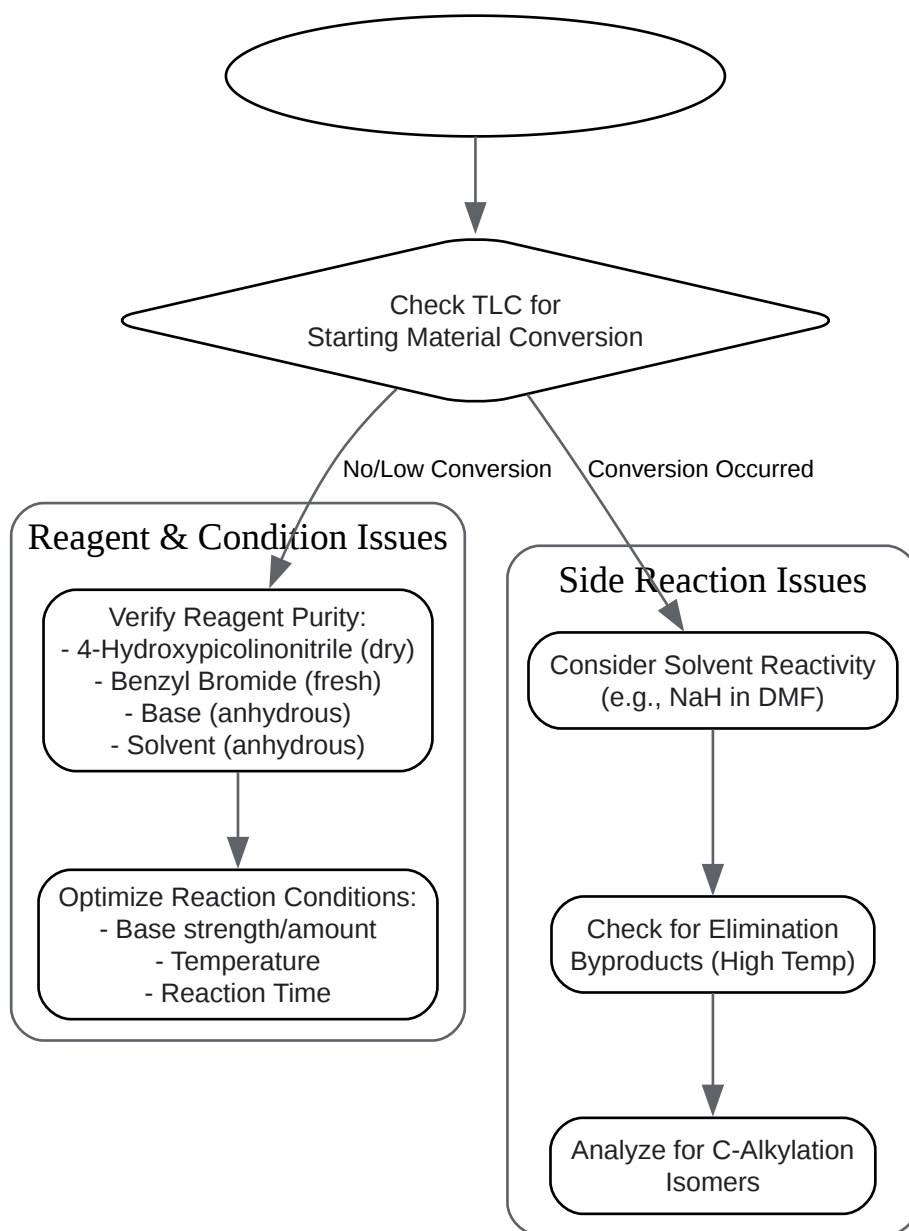 Check TLC for
Starting Material Conversion
No/Low Conversion
Conversion Occurred
Reagent & Condition Issues
Verify Reagent Purity:
- 4-Hydroxypicolinonitrile (dry)
- Benzyl Bromide (fresh)
- Base (anhydrous)
- Solvent (anhydrous)
Optimize Reaction Conditions:
- Base strength/amount
- Temperature
- Reaction Time
Side Reaction Issues
Consider Solvent Reactivity
(e.g., NaH in DMF)
Check for Elimination
Byproducts (High Temp)
Analyze for C-Alkylation
Isomers